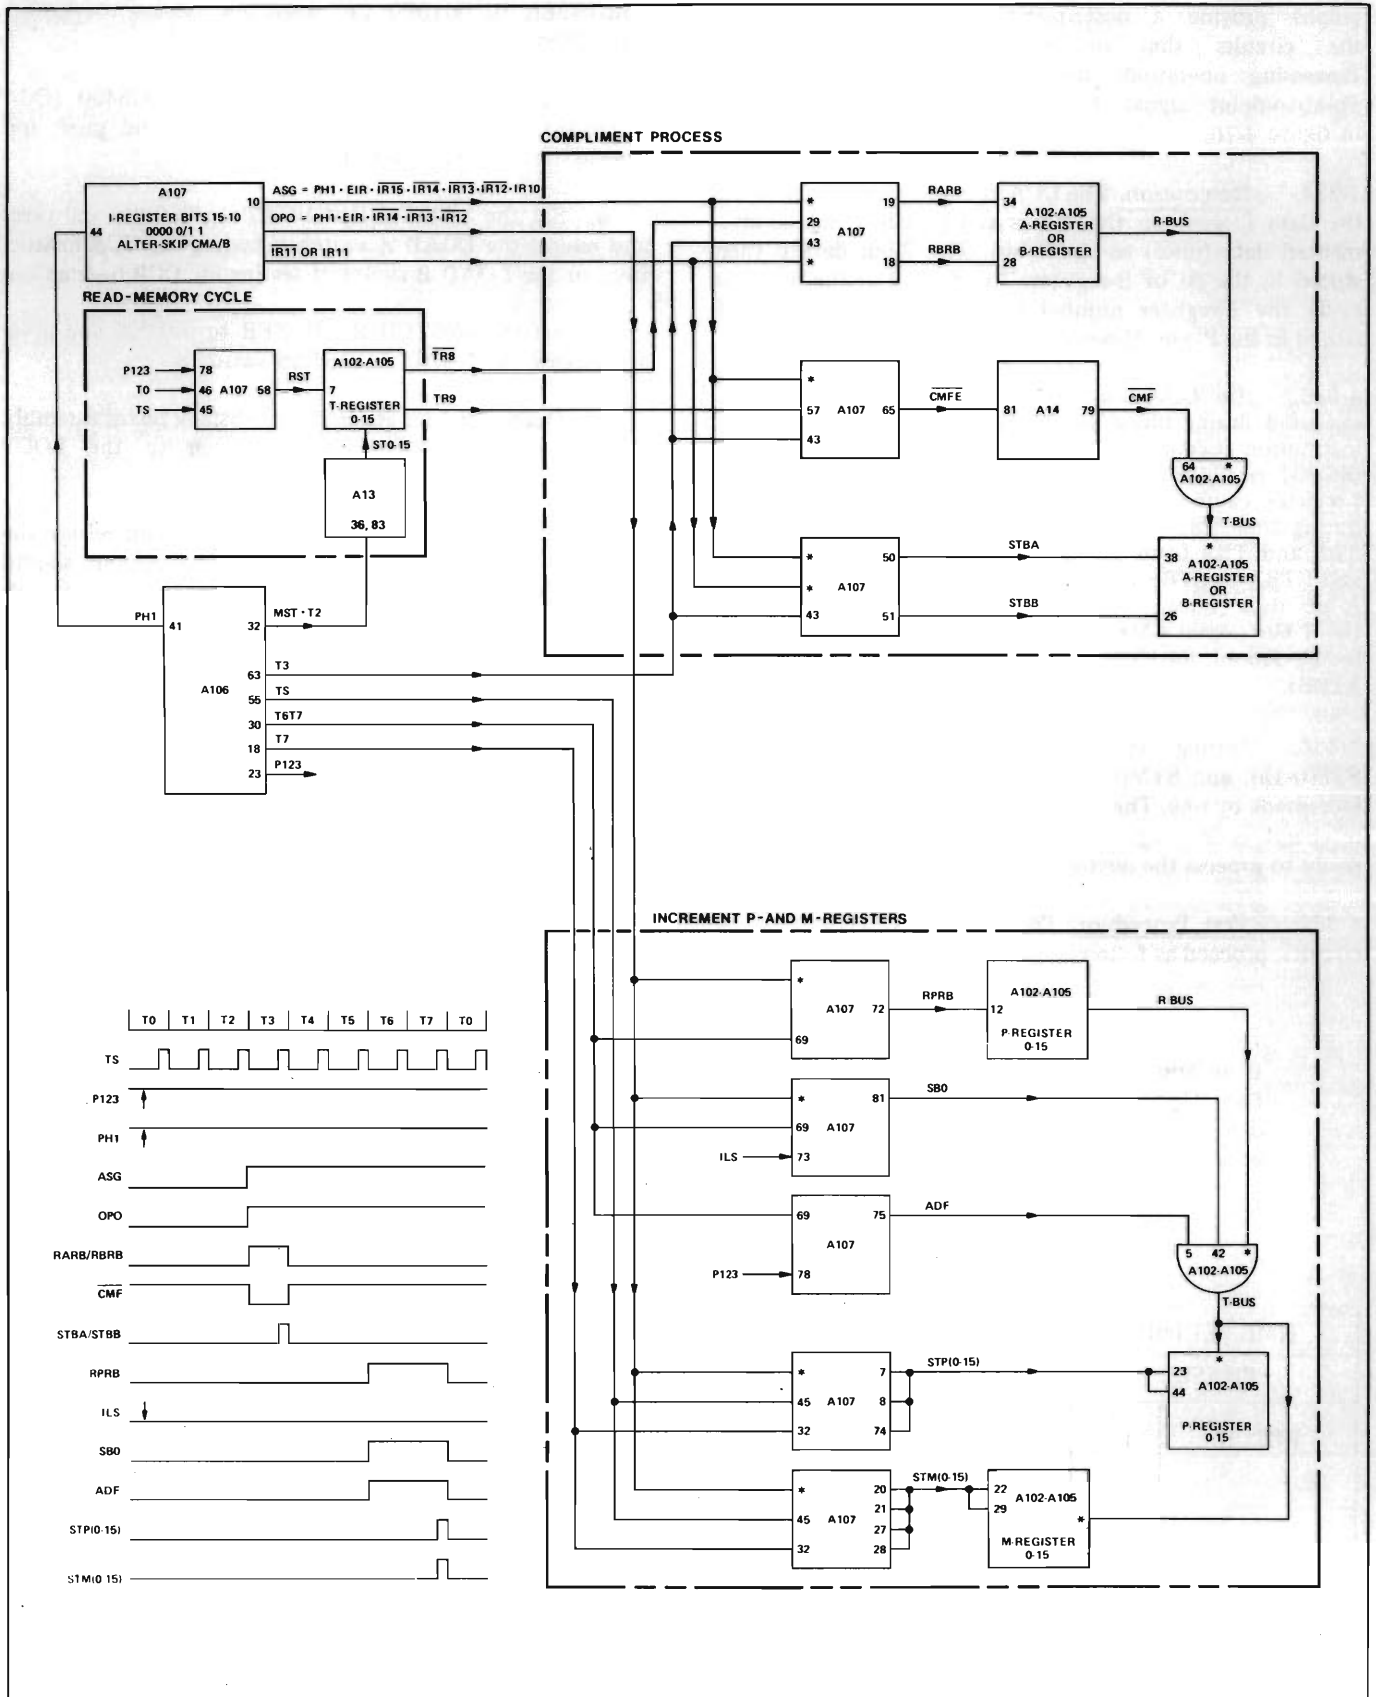 COMPLIMENT PROCESS
A107
10
I-REGISTER BITS 15-10
0000 0/1 1
ALTER-SKIP CMA/B
44
ASG = PH1 · EIR · IR15 · IR14 · IR13 · IR12 · IR10
OPO = PH1 · EIR · IR14 · IR13 · IR12
IR11 OR IR11
*
29
43
*
A107
19
18
RARB
RBRB
34
28
A102-A105
A-REGISTER
OR
B-REGISTER
R-BUS
READ-MEMORY CYCLE
P123
T0
TS
78
46
45
A107
58
RST
A102-A105
7
T-REGISTER
0-15
TR8
TR9
ST0-15
A13
36, 83
*
57
43
A107
65
CMFE
81
A14
79
CMF
64
*
A102-A105
T-BUS
*
*
43
A107
50
51
STBA
STBB
*
38
A102-A105
A-REGISTER
OR
B-REGISTER
26
PH1
41
A106
32
63
55
30
18
23
MST · T2
T3
TS
T6T7
T7
P123
INCREMENT P- AND M-REGISTERS
*
69
A107
72
RPRB
A102-A105
12
P-REGISTER
0-15
R BUS
*
69
73
ILS
81
A107
SB0
69
78
P123
75
A107
ADF
5
42
*
A102-A105
T-BUS
*
45
32
A107
7
8
74
STP(0-15)
*
23
44
A102-A105
P-REGISTER
0 15
*
45
32
A107
20
21
27
28
STM(0-15)
22
29
A102-A105
*
M-REGISTER
0-15
T0 T1 T2 T3 T4 T5 T6 T7 T0
TS
P123
PH1
ASG
OPO
RARB/RBRB
CMF
STBA/STBB
RPRB
ILS
SB0
ADF
STP(0-15)
STM(0 15)